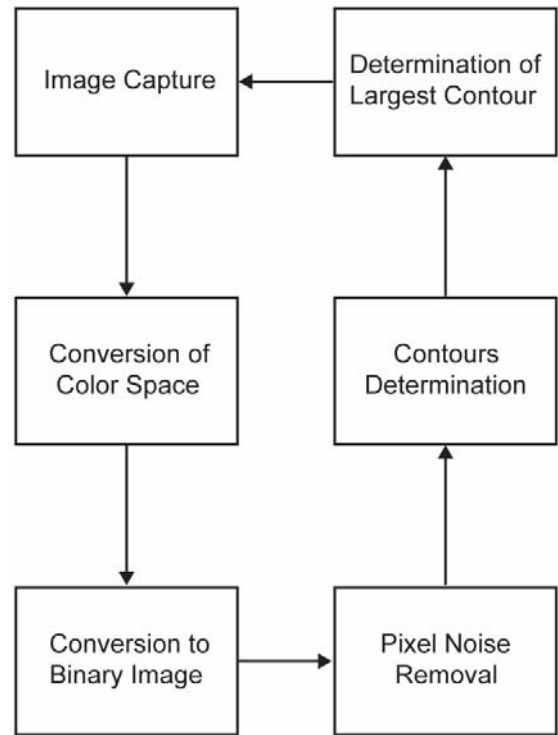 Image Capture
Determination of
Largest Contour
Conversion of
Color Space
Contours
Determination
Conversion to
Binary Image
Pixel Noise
Removal